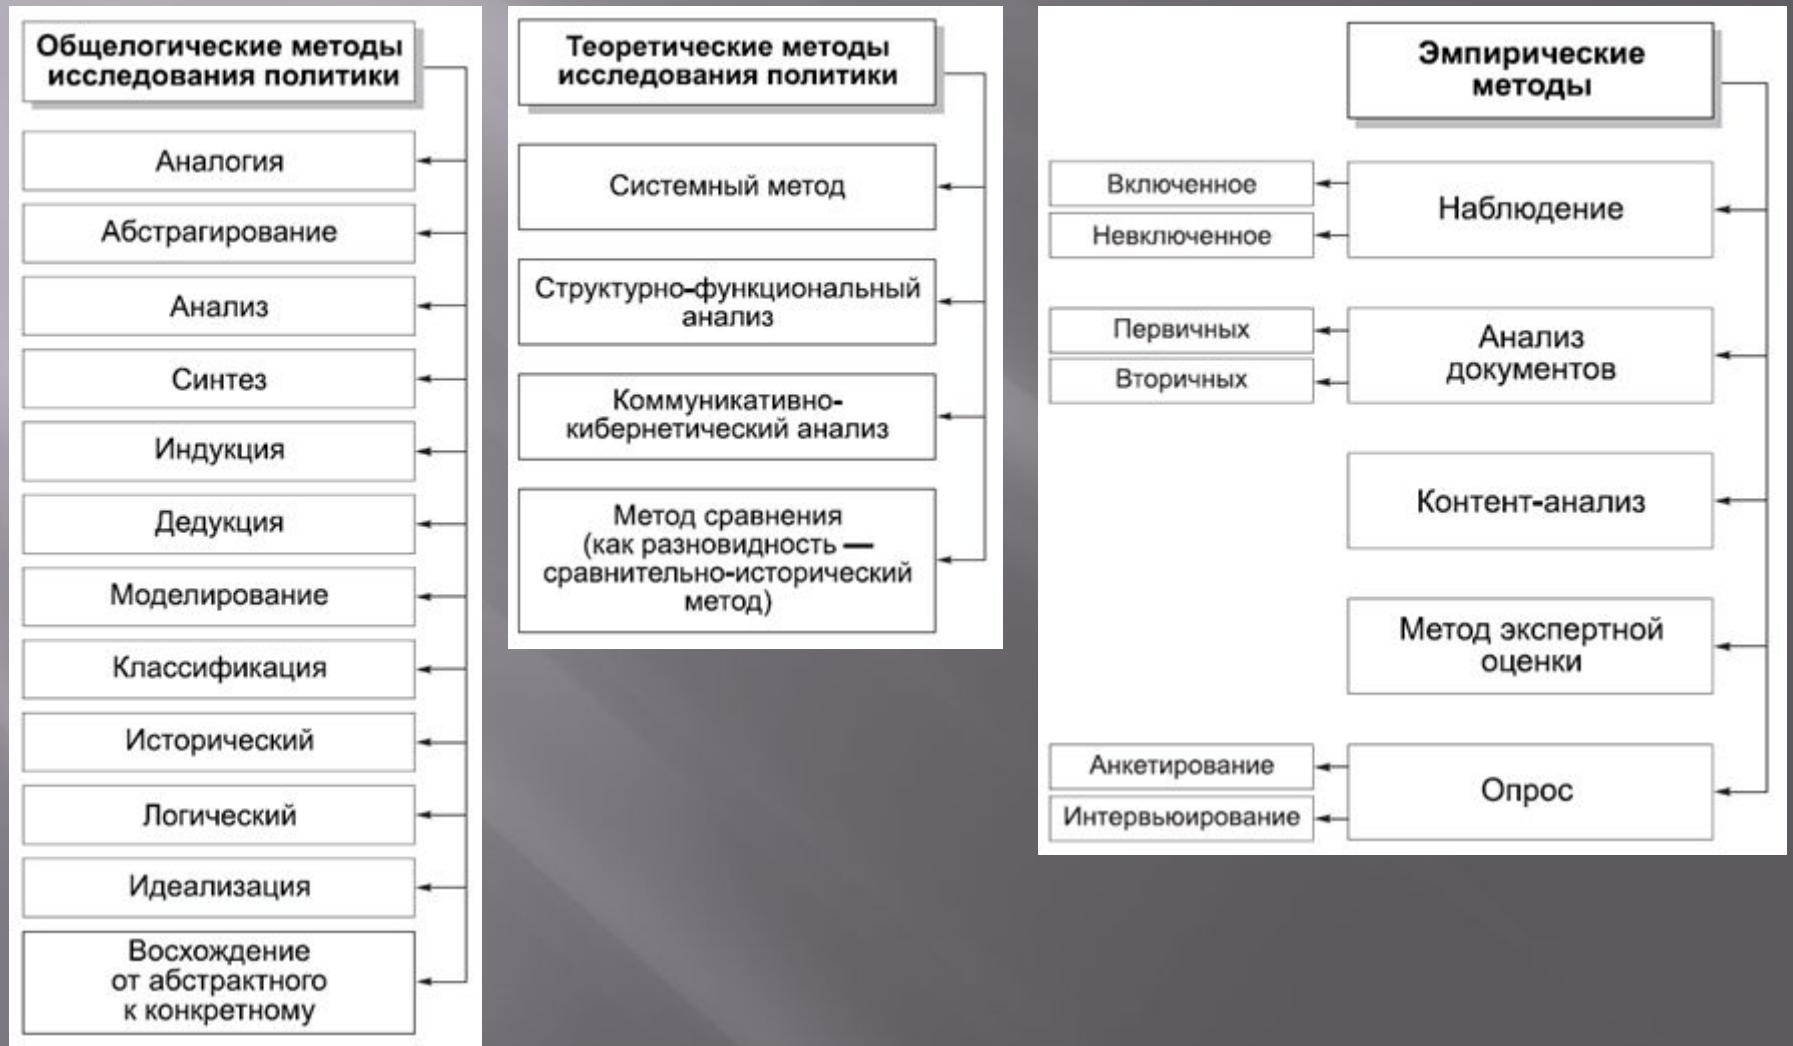 Общелогические методы
исследования политики
Аналогия
Абстрагирование
Анализ
Синтез
Индукция
Дедукция
Моделирование
Классификация
Исторический
Логический
Идеализация
Восхождение
от абстрактного
к конкретному
Теоретические методы
исследования политики
Системный метод
Структурно-функциональный
анализ
Коммуникативно-
кибернетический анализ
Метод сравнения
(как разновидность —
сравнительно-исторический
метод)
Эмпирические
методы
Наблюдение
Включенное
Невключенное
Анализ
документов
Первичных
Вторичных
Контент-анализ
Метод экспертной
оценки
Опрос
Анкетирование
Интервьюирование